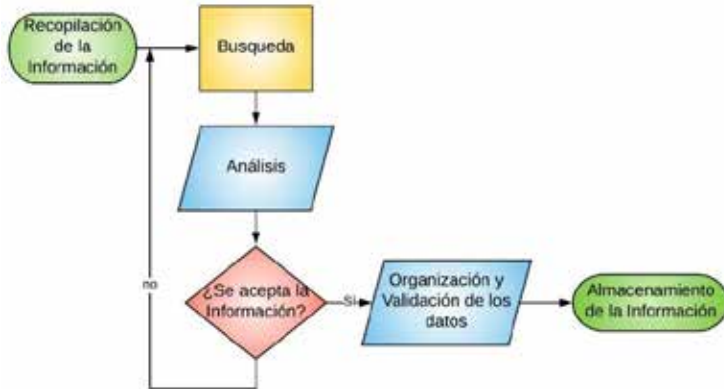 Recopilación
de la
Información
Busqueda
Análisis
¿Se acepta la
Información?
no
Si
Organización y
Validación de los
datos
Almacenamiento
de la Información